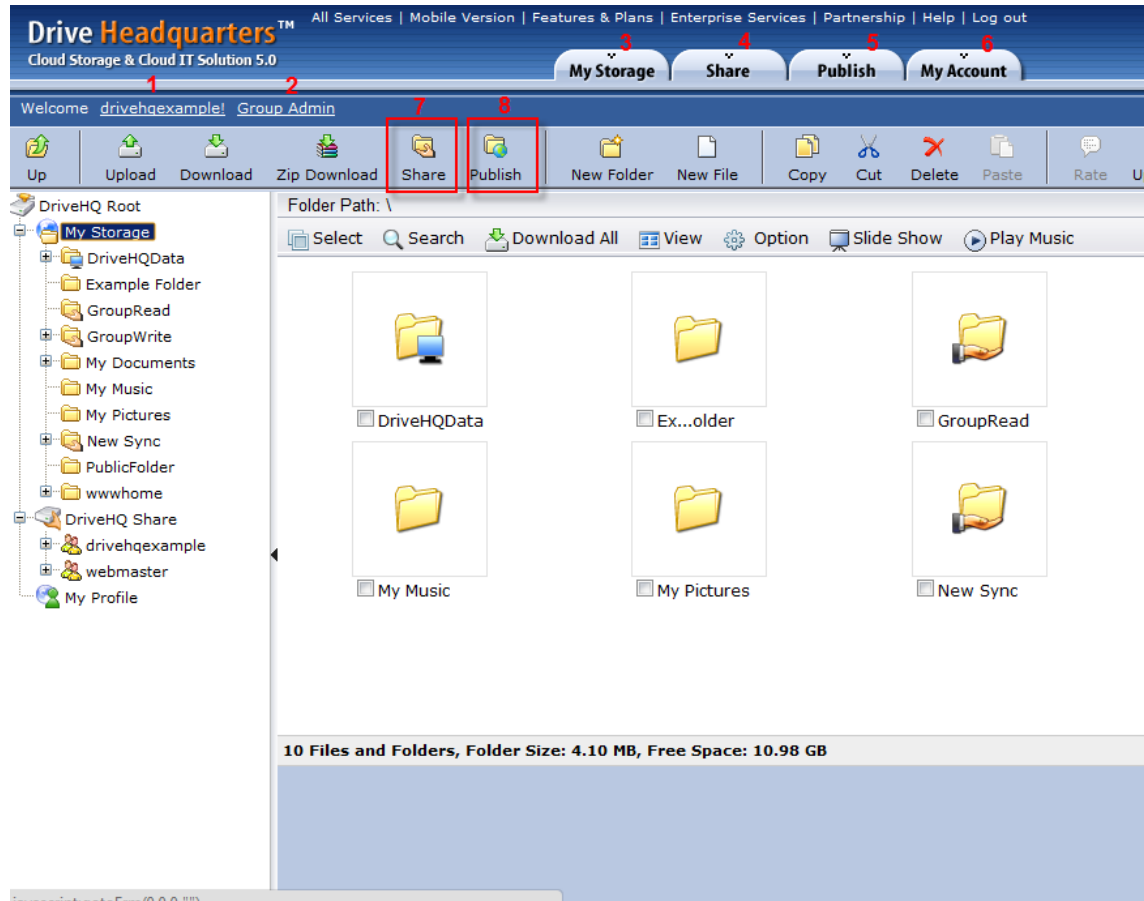 All Services | Mobile Version | Features & Plans | Enterprise Services | Partnership | Help | Log out
Drive Headquarters™
Cloud Storage & Cloud IT Solution 5.0
3 4 5 6
My Storage Share Publish My Account
1 2
Welcome drivehqexample! Group Admin
7 8
Up Upload Download Zip Download Share Publish New Folder New File Copy Cut Delete Paste Rate U
DriveHQ Root
My Storage
DriveHQData
Example Folder
GroupRead
GroupWrite
My Documents
My Music
My Pictures
New Sync
PublicFolder
wwwhome
DriveHQ Share
drivehqexample
webmaster
My Profile
Folder Path: \
Select Search Download All View Option Slide Show Play Music
DriveHQData Ex...older GroupRead
My Music My Pictures New Sync
10 Files and Folders, Folder Size: 4.10 MB, Free Space: 10.98 GB